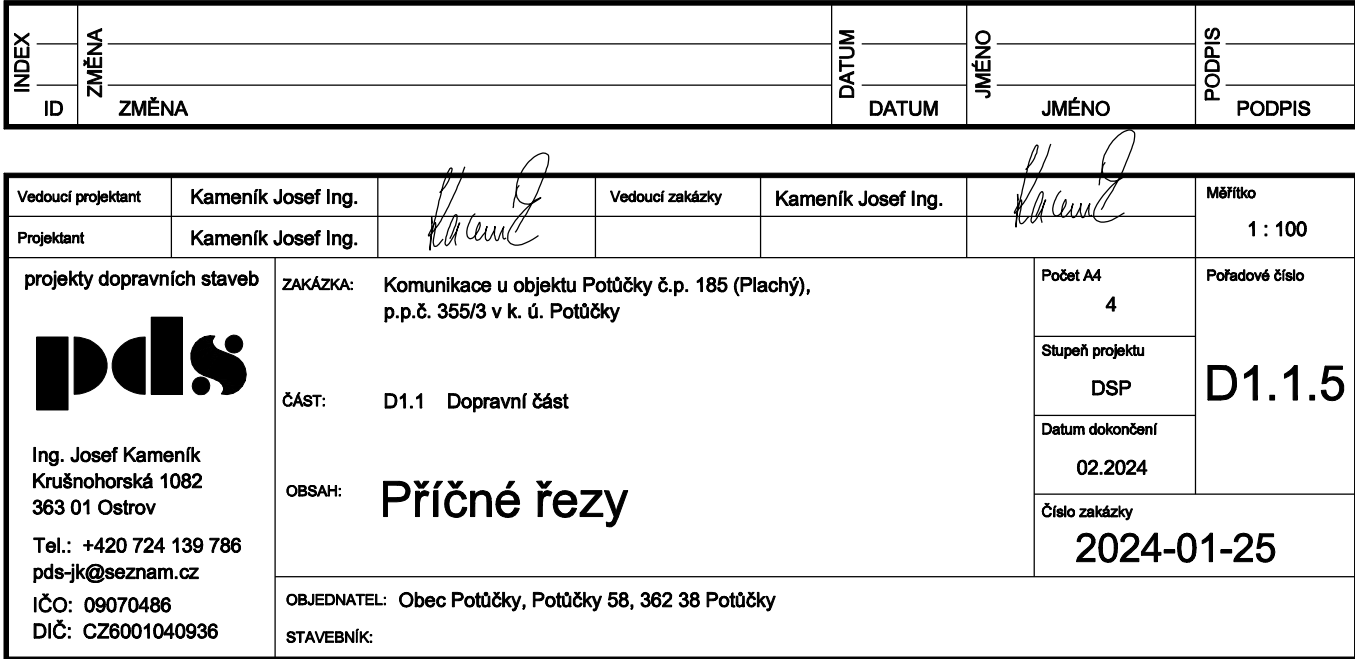 INDEX ZMĚNA DATUM JMÉNO PODPIS
ID ZMĚNA DATUM JMÉNO PODPIS
Vedoucí projektant Kameník Josef Ing. Vedoucí zakázky Kameník Josef Ing.
Projektant Kameník Josef Ing.
Měřítko
1 : 100
projekty dopravních staveb
pds
Ing. Josef Kameník
Krušnohorská 1082
363 01 Ostrov
Tel.: +420 724 139 786
pds-jk@seznam.cz
IČO: 09070486
DIČ: CZ6001040936
ZAKÁZKA: Komunikace u objektu Potůčky č.p. 185 (Plachý),
p.p.č. 355/3 v k. ú. Potůčky
ČÁST: D1.1 Dopravní část
OBSAH: Příčné řezy
Počet A4
4
Stupeň projektu
DSP
Datum dokončení
02.2024
Pořadové číslo
D1.1.5
Číslo zakázky
2024-01-25
OBJEDNATEL: Obec Potůčky, Potůčky 58, 362 38 Potůčky
STAVEBNÍK: